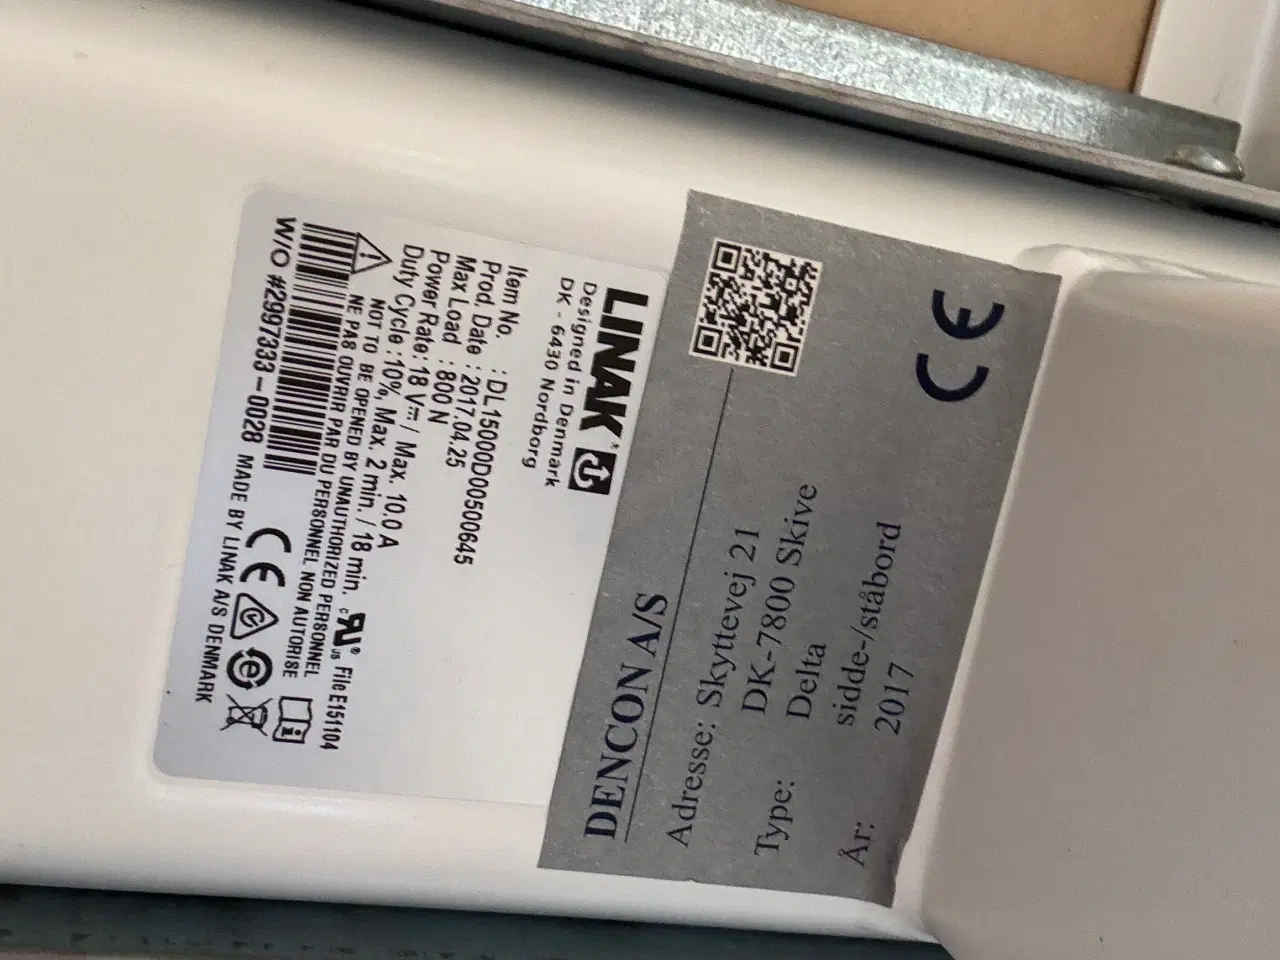 LINAK
Designed in Denmark
DK - 6430 Nordborg
Item No. : DL15000D00500645
Prod. Date : 2017.04.25
Max Load : 800 N
Power Rate: 18 V⎓ / Max. 10.0 A
Duty Cycle :10%, Max. 2 min. / 18 min.
NOT TO BE OPENED BY UNAUTHORIZED PERSONNEL
NE PAS OUVRIR PAR DU PERSONNEL NON AUTORISE
c RU us ® File E151104
W/O #2997333-0028 MADE BY LINAK A/S DENMARK
CE
DENCON A/S
Adresse: Skyttevej 21
DK-7800 Skive
Type: Delta
sidde-/ståbord
År: 2017
CE